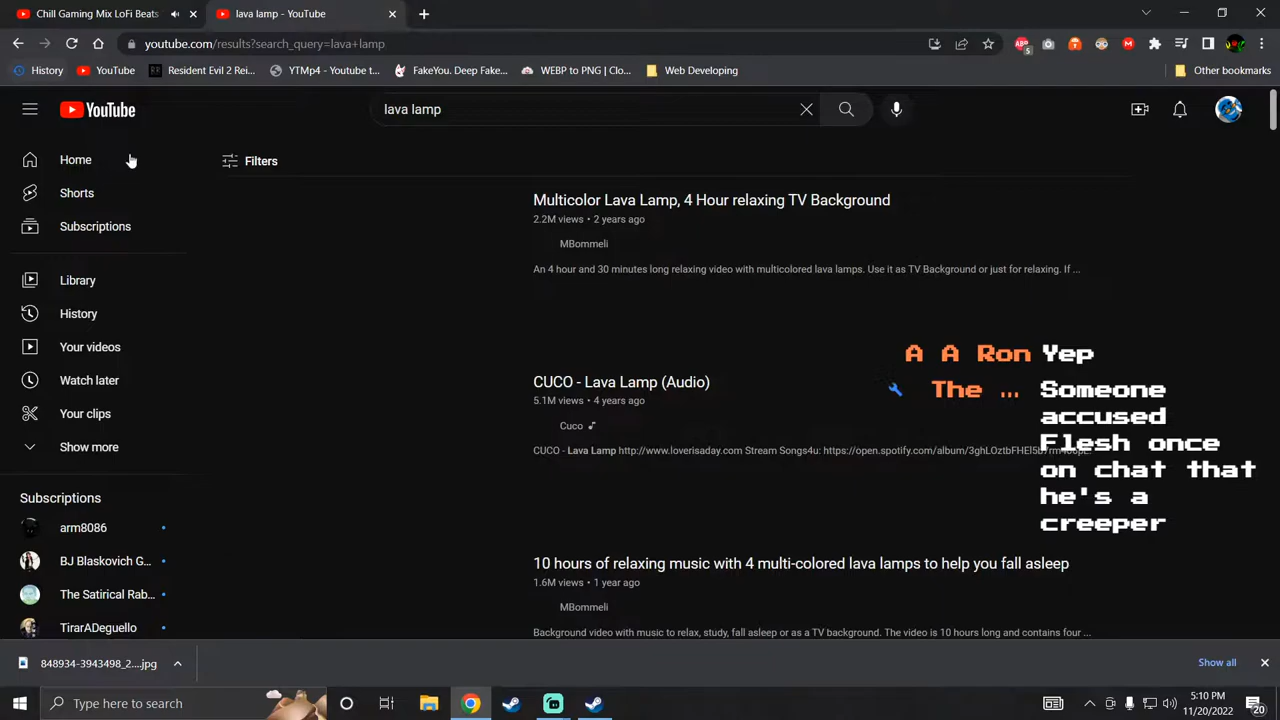 Chill Gaming Mix LoFi Beats
lava lamp - YouTube
youtube.com/results?search_query=lava+lamp
5
History
YouTube
Resident Evil 2 Rei...
YTMp4 - Youtube t...
FakeYou. Deep Fake...
WEBP to PNG | Clo...
Web Developing
Other bookmarks
YouTube
lava lamp
Home
Shorts
Subscriptions
Library
History
Your videos
Watch later
Your clips
Show more
Subscriptions
arm8086
BJ Blaskovich G...
The Satirical Rab...
TirarADeguello
Filters
Multicolor Lava Lamp, 4 Hour relaxing TV Background
2.2M views • 2 years ago
MBommeli
An 4 hour and 30 minutes long relaxing video with multicolored lava lamps. Use it as TV Background or just for relaxing. If ...
CUCO - Lava Lamp (Audio)
5.1M views • 4 years ago
Cuco
CUCO - Lava Lamp http://www.loverisaday.com Stream Songs4u:
10 hours of relaxing music with 4 multi-colored lava lamps to help you fall asleep
1.6M views • 1 year ago
MBommeli
Background video with music to relax, study, fall asleep or as a TV background. The video is 10 hours long and contains four ...
A A Ron Yep
The ... Someone
accused
Flesh once
on chat that
he's a
creeper
848934-3943498_2....jpg
Show all
Type here to search
5:10 PM
11/20/2022
20